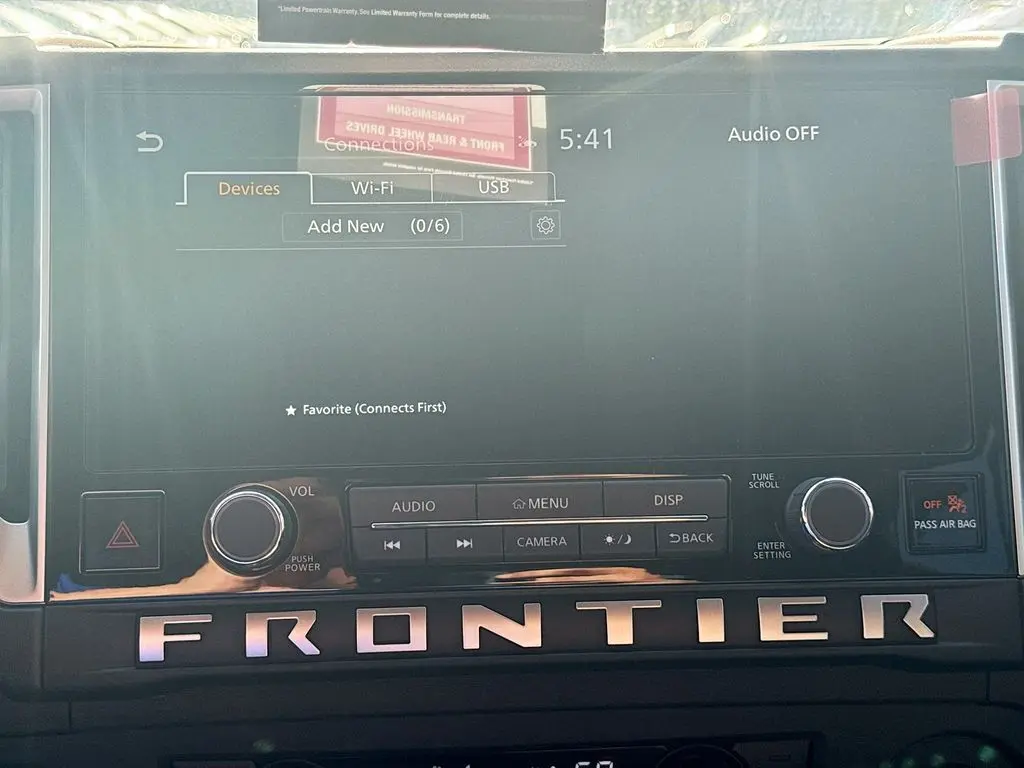 *Limited Powertrain Warranty. See Limited Warranty Form for complete details.
TRANSMISSION
FRONT & REAR WHEEL DRIVES
Connections
5:41
Audio OFF
Devices
Wi-Fi
USB
Add New (0/6)
★ Favorite (Connects First)
VOL
PUSH
POWER
AUDIO
MENU
DISP
CAMERA
BACK
TUNE
SCROLL
ENTER
SETTING
OFF
PASS AIR BAG
FRONTIER